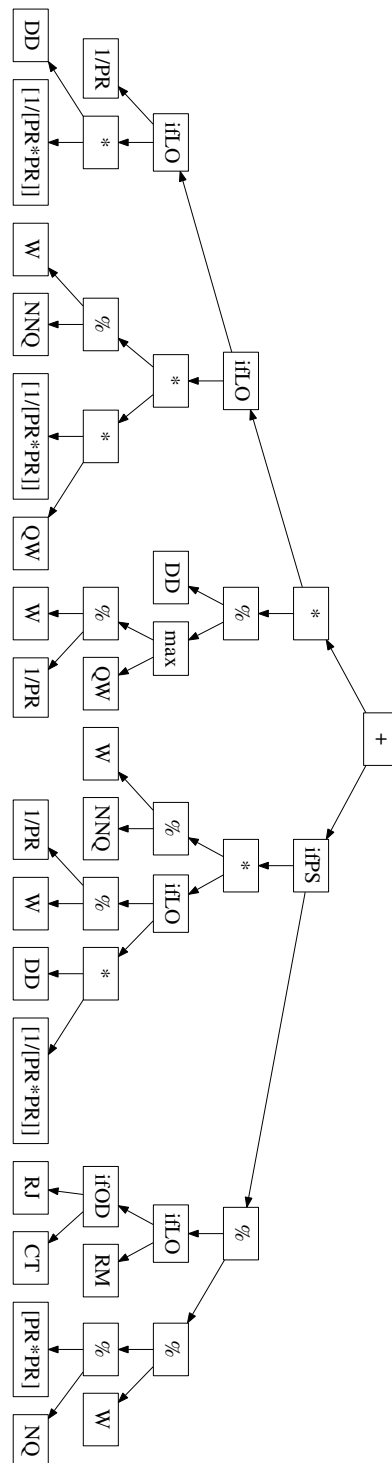 +
* ifPS
ifLO % * %
ifLO * DD max % ifLO ifLO %
1/PR * % * % QW W NNQ % * ifOD RM % W
DD [1/[PR*PR]] W NNQ [1/[PR*PR]] QW W 1/PR 1/PR W DD [1/[PR*PR]] RJ CT [PR*PR] NQ